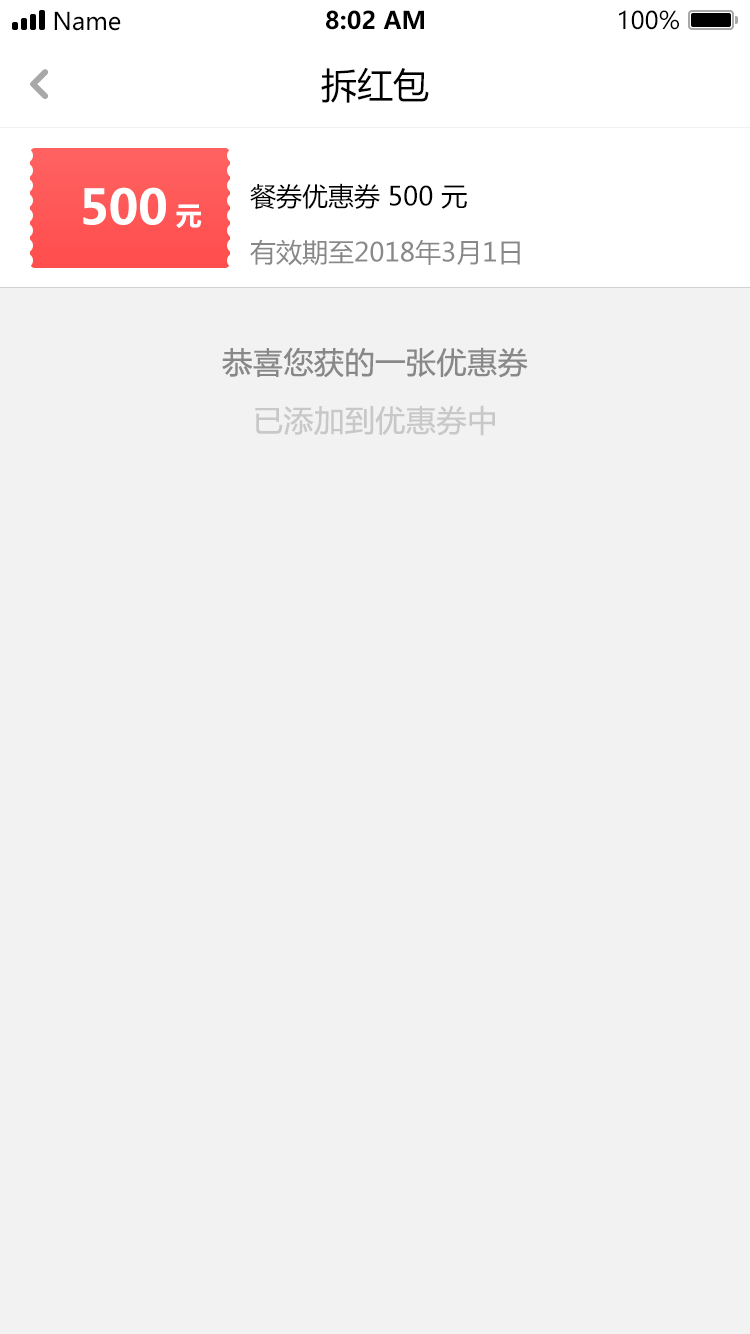 Name 8:02 AM 100%
拆红包
500 元
餐券优惠券 500 元
有效期至2018年3月1日
恭喜您获的一张优惠券
已添加到优惠券中